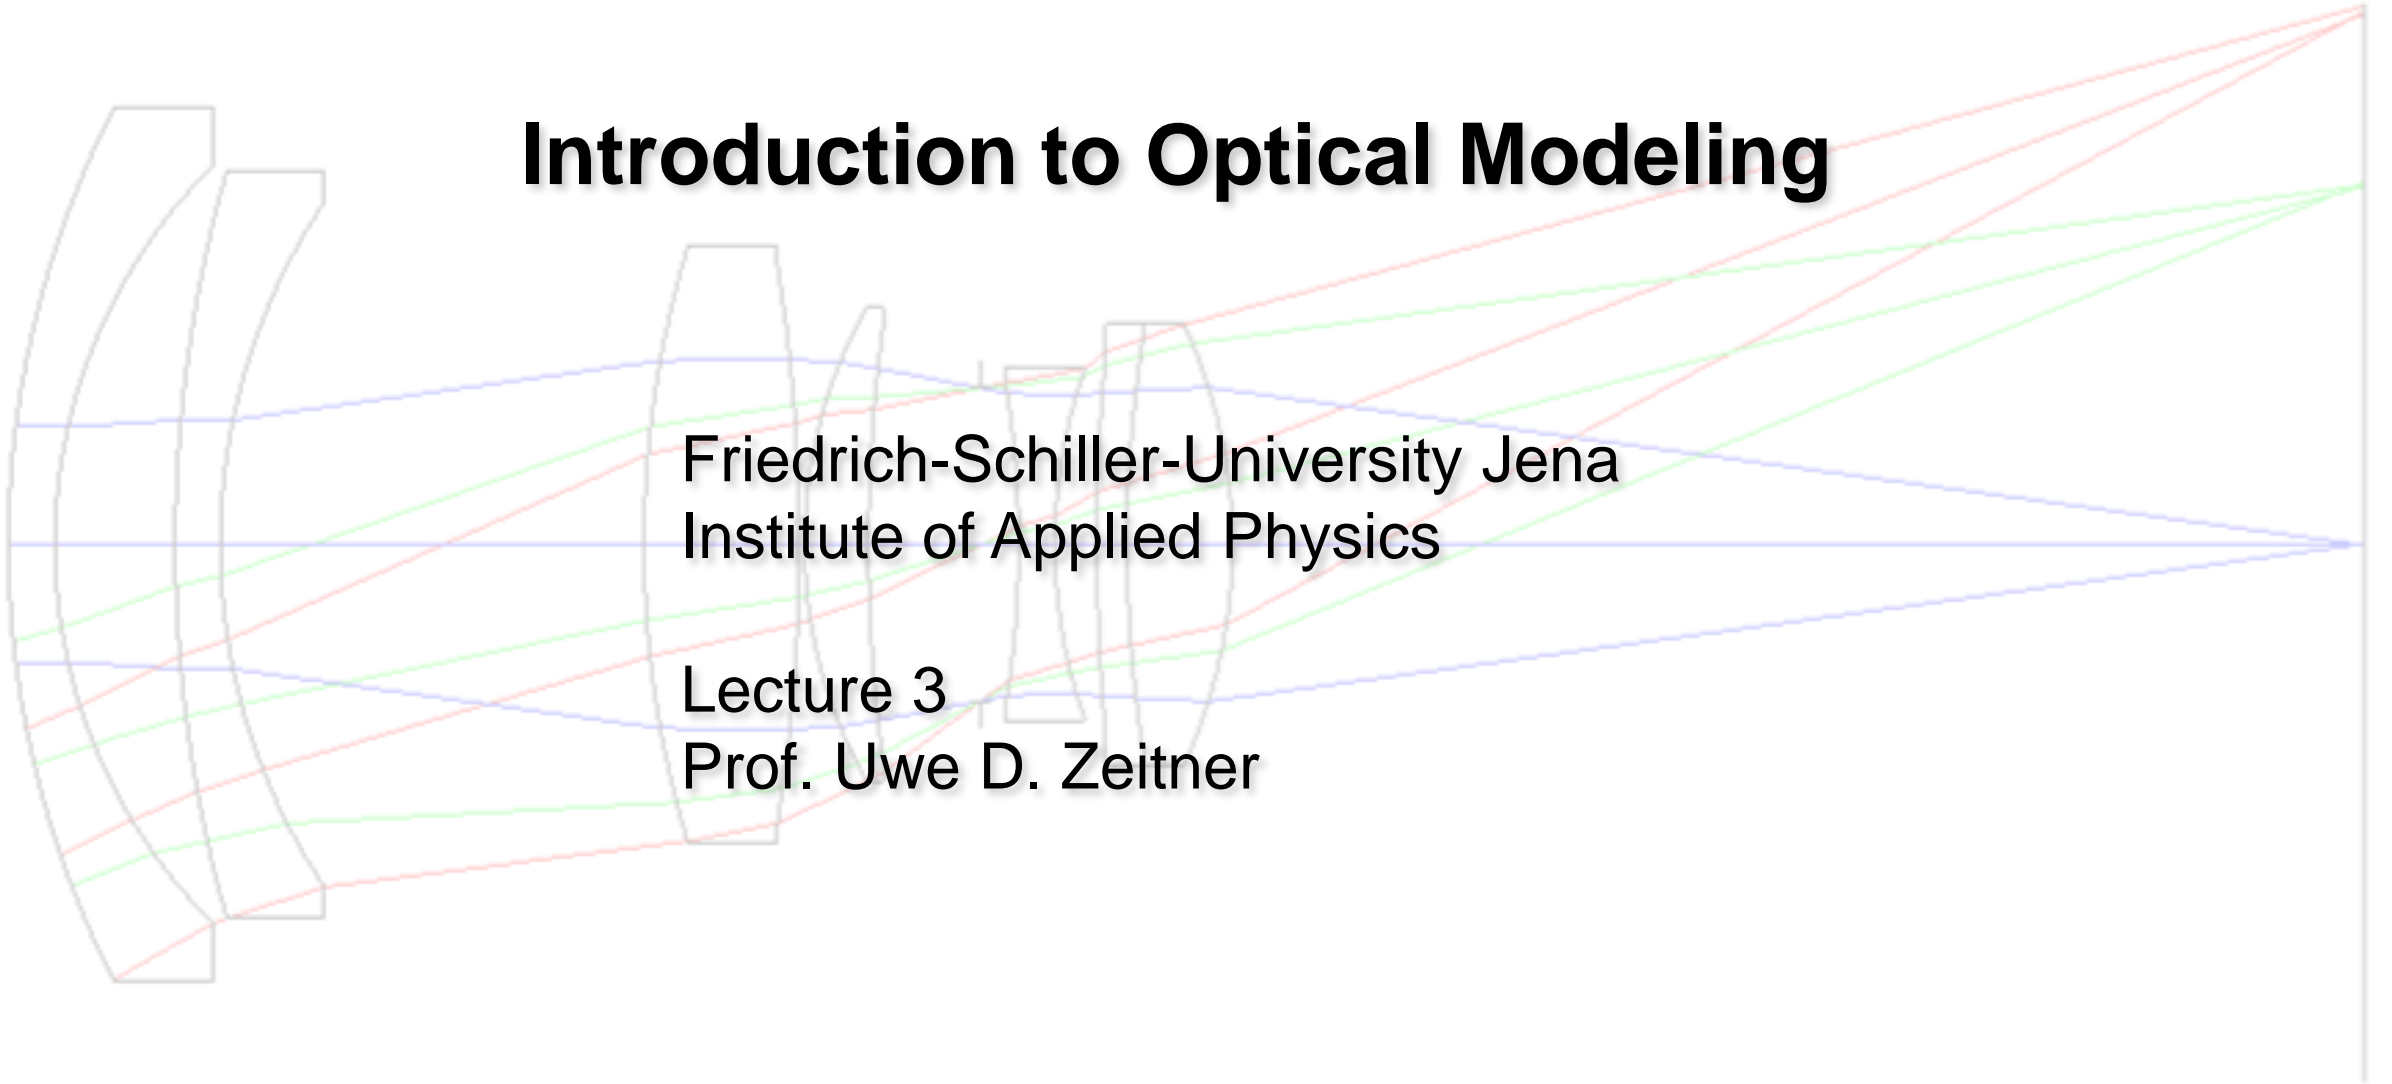 Introduction to Optical Modeling
Friedrich-Schiller-University Jena
Institute of Applied Physics
Lecture 3
Prof. Uwe D. Zeitner